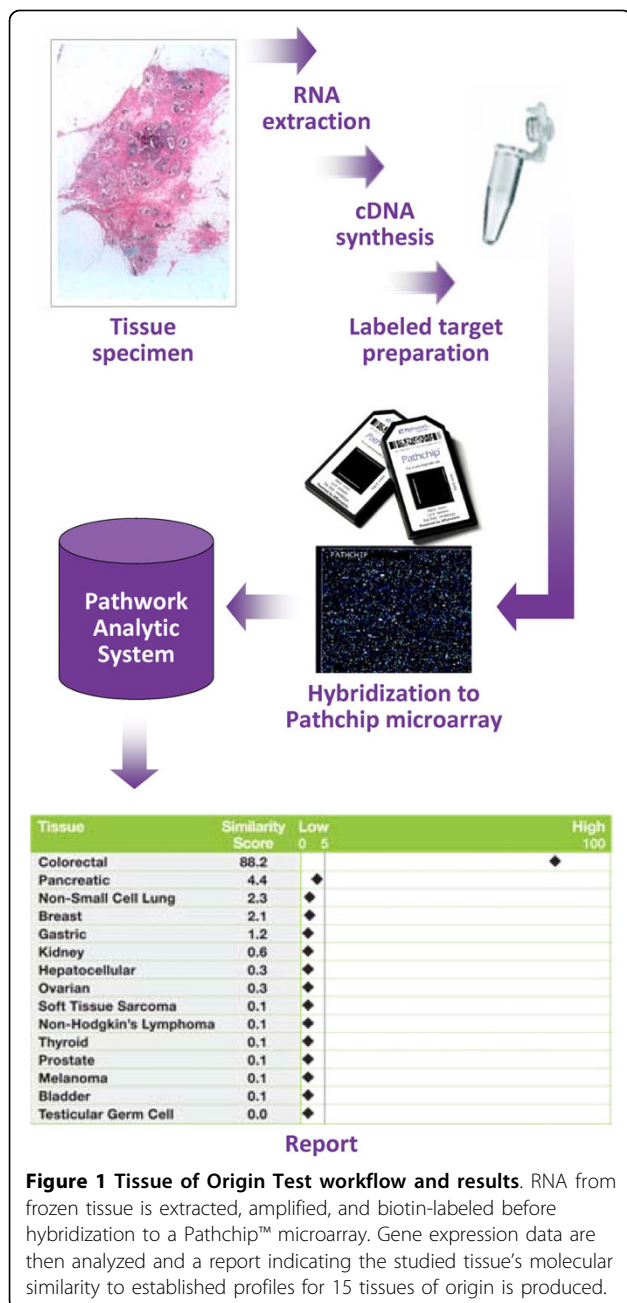 RNA
extraction
cDNA
synthesis
Tissue
specimen
Labeled target
preparation
Pathwork
Pathchip
Pathchip
PATHCHIP
Pathwork
Analytic
System
Hybridization to
Pathchip microarray
Tissue Similarity Score Low 0 5 High 100
Colorectal 88.2
Pancreatic 4.4
Non-Small Cell Lung 2.3
Breast 2.1
Gastric 1.2
Kidney 0.6
Hepatocellular 0.3
Ovarian 0.3
Soft Tissue Sarcoma 0.1
Non-Hodgkin's Lymphoma 0.1
Thyroid 0.1
Prostate 0.1
Melanoma 0.1
Bladder 0.1
Testicular Germ Cell 0.0
Report
Figure 1 Tissue of Origin Test workflow and results. RNA from
frozen tissue is extracted, amplified, and biotin-labeled before
hybridization to a Pathchip™ microarray. Gene expression data are
then analyzed and a report indicating the studied tissue's molecular
similarity to established profiles for 15 tissues of origin is produced.